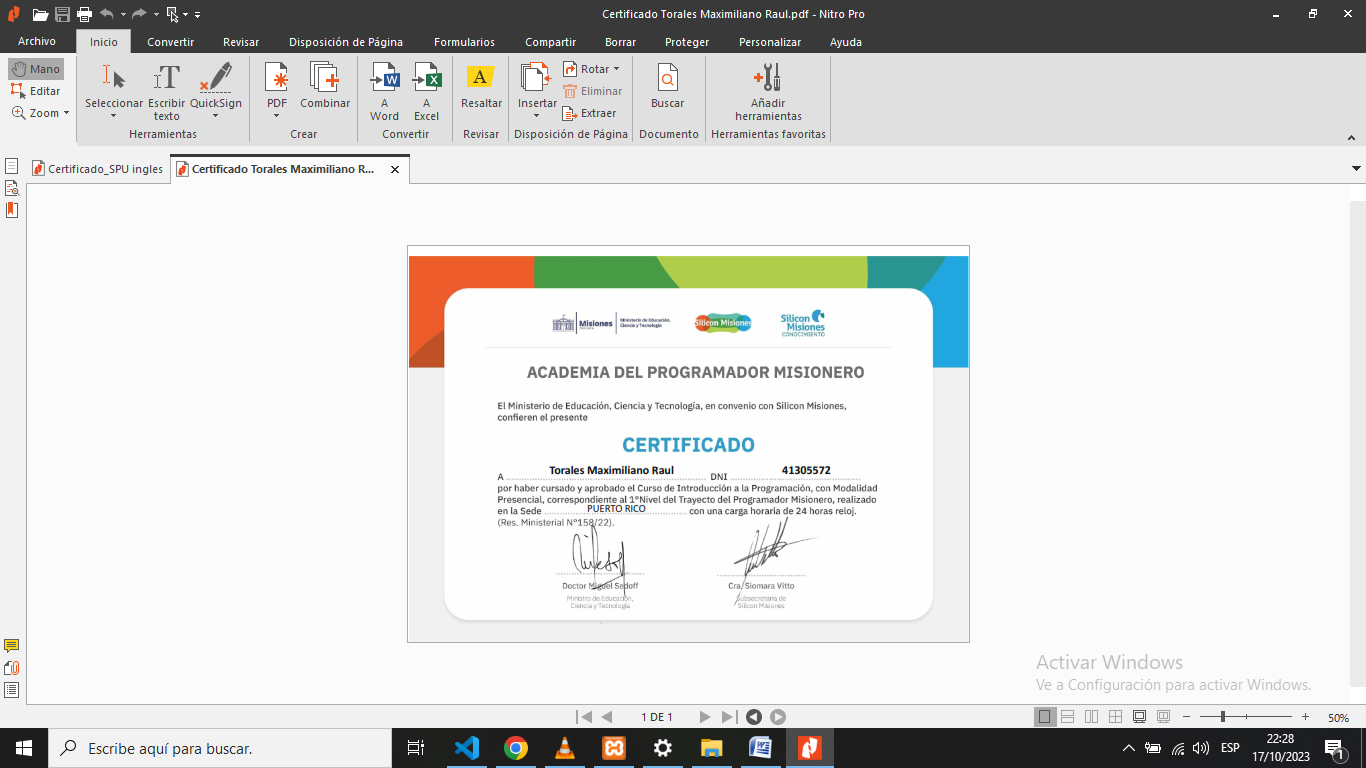 Certificado Torales Maximiliano Raul.pdf - Nitro Pro
Archivo Inicio Convertir Revisar Disposición de Página Formularios Compartir Borrar Proteger Personalizar Ayuda
Mano
Editar
Zoom
Seleccionar
Escribir texto
QuickSign
Herramientas
PDF
Combinar
Crear
A Word
A Excel
Convertir
Resaltar
Revisar
Insertar
Rotar
Eliminar
Extraer
Disposición de Página
Buscar
Documento
Añadir herramientas
Herramientas favoritas
Certificado_SPU ingles
Certificado Torales Maximiliano R...
Misiones
Ministerio de Educación,
Ciencia y Tecnología
Silicon Misiones
Silicon
Misiones
CONOCIMIENTO
ACADEMIA DEL PROGRAMADOR MISIONERO
El Ministerio de Educación, Ciencia y Tecnología, en convenio con Silicon Misiones,
confieren el presente
CERTIFICADO
A Torales Maximiliano Raul DNI 41305572
por haber cursado y aprobado el Curso de Introducción a la Programación, con Modalidad
Presencial, correspondiente al 1°Nivel del Trayecto del Programador Misionero, realizado
en la Sede PUERTO RICO con una carga horaria de 24 horas reloj.
(Res. Ministerial N°158/22).
Doctor Miguel Sedoff
Ministro de Educación,
Ciencia y Tecnología
Cra. Siomara Vitto
Subsecretaria de
Silicon Misiones
Activar Windows
Ve a Configuración para activar Windows.
1 DE 1
50%
Escribe aquí para buscar.
ESP
22:28
17/10/2023
1